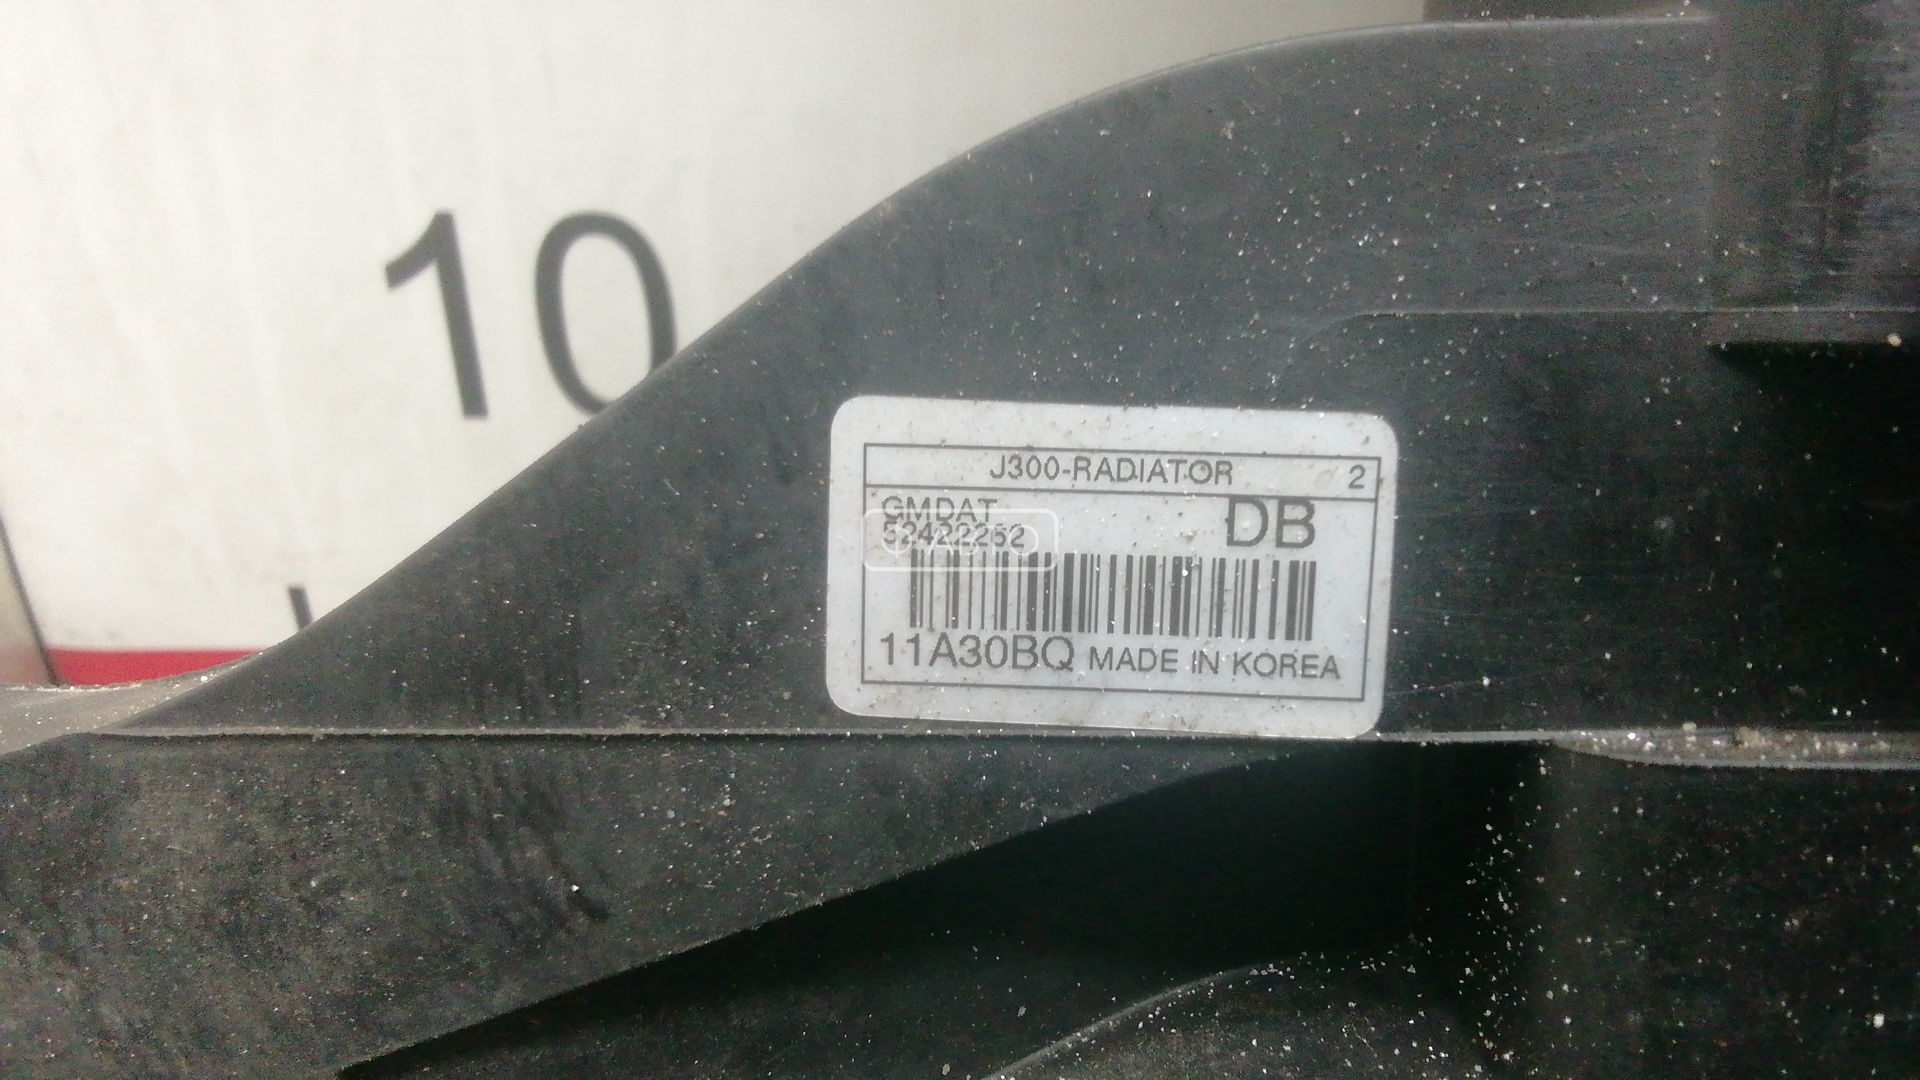 10
J300-RADIATOR 2
GMDAT DB
52422262
11A30BQ MADE IN KOREA